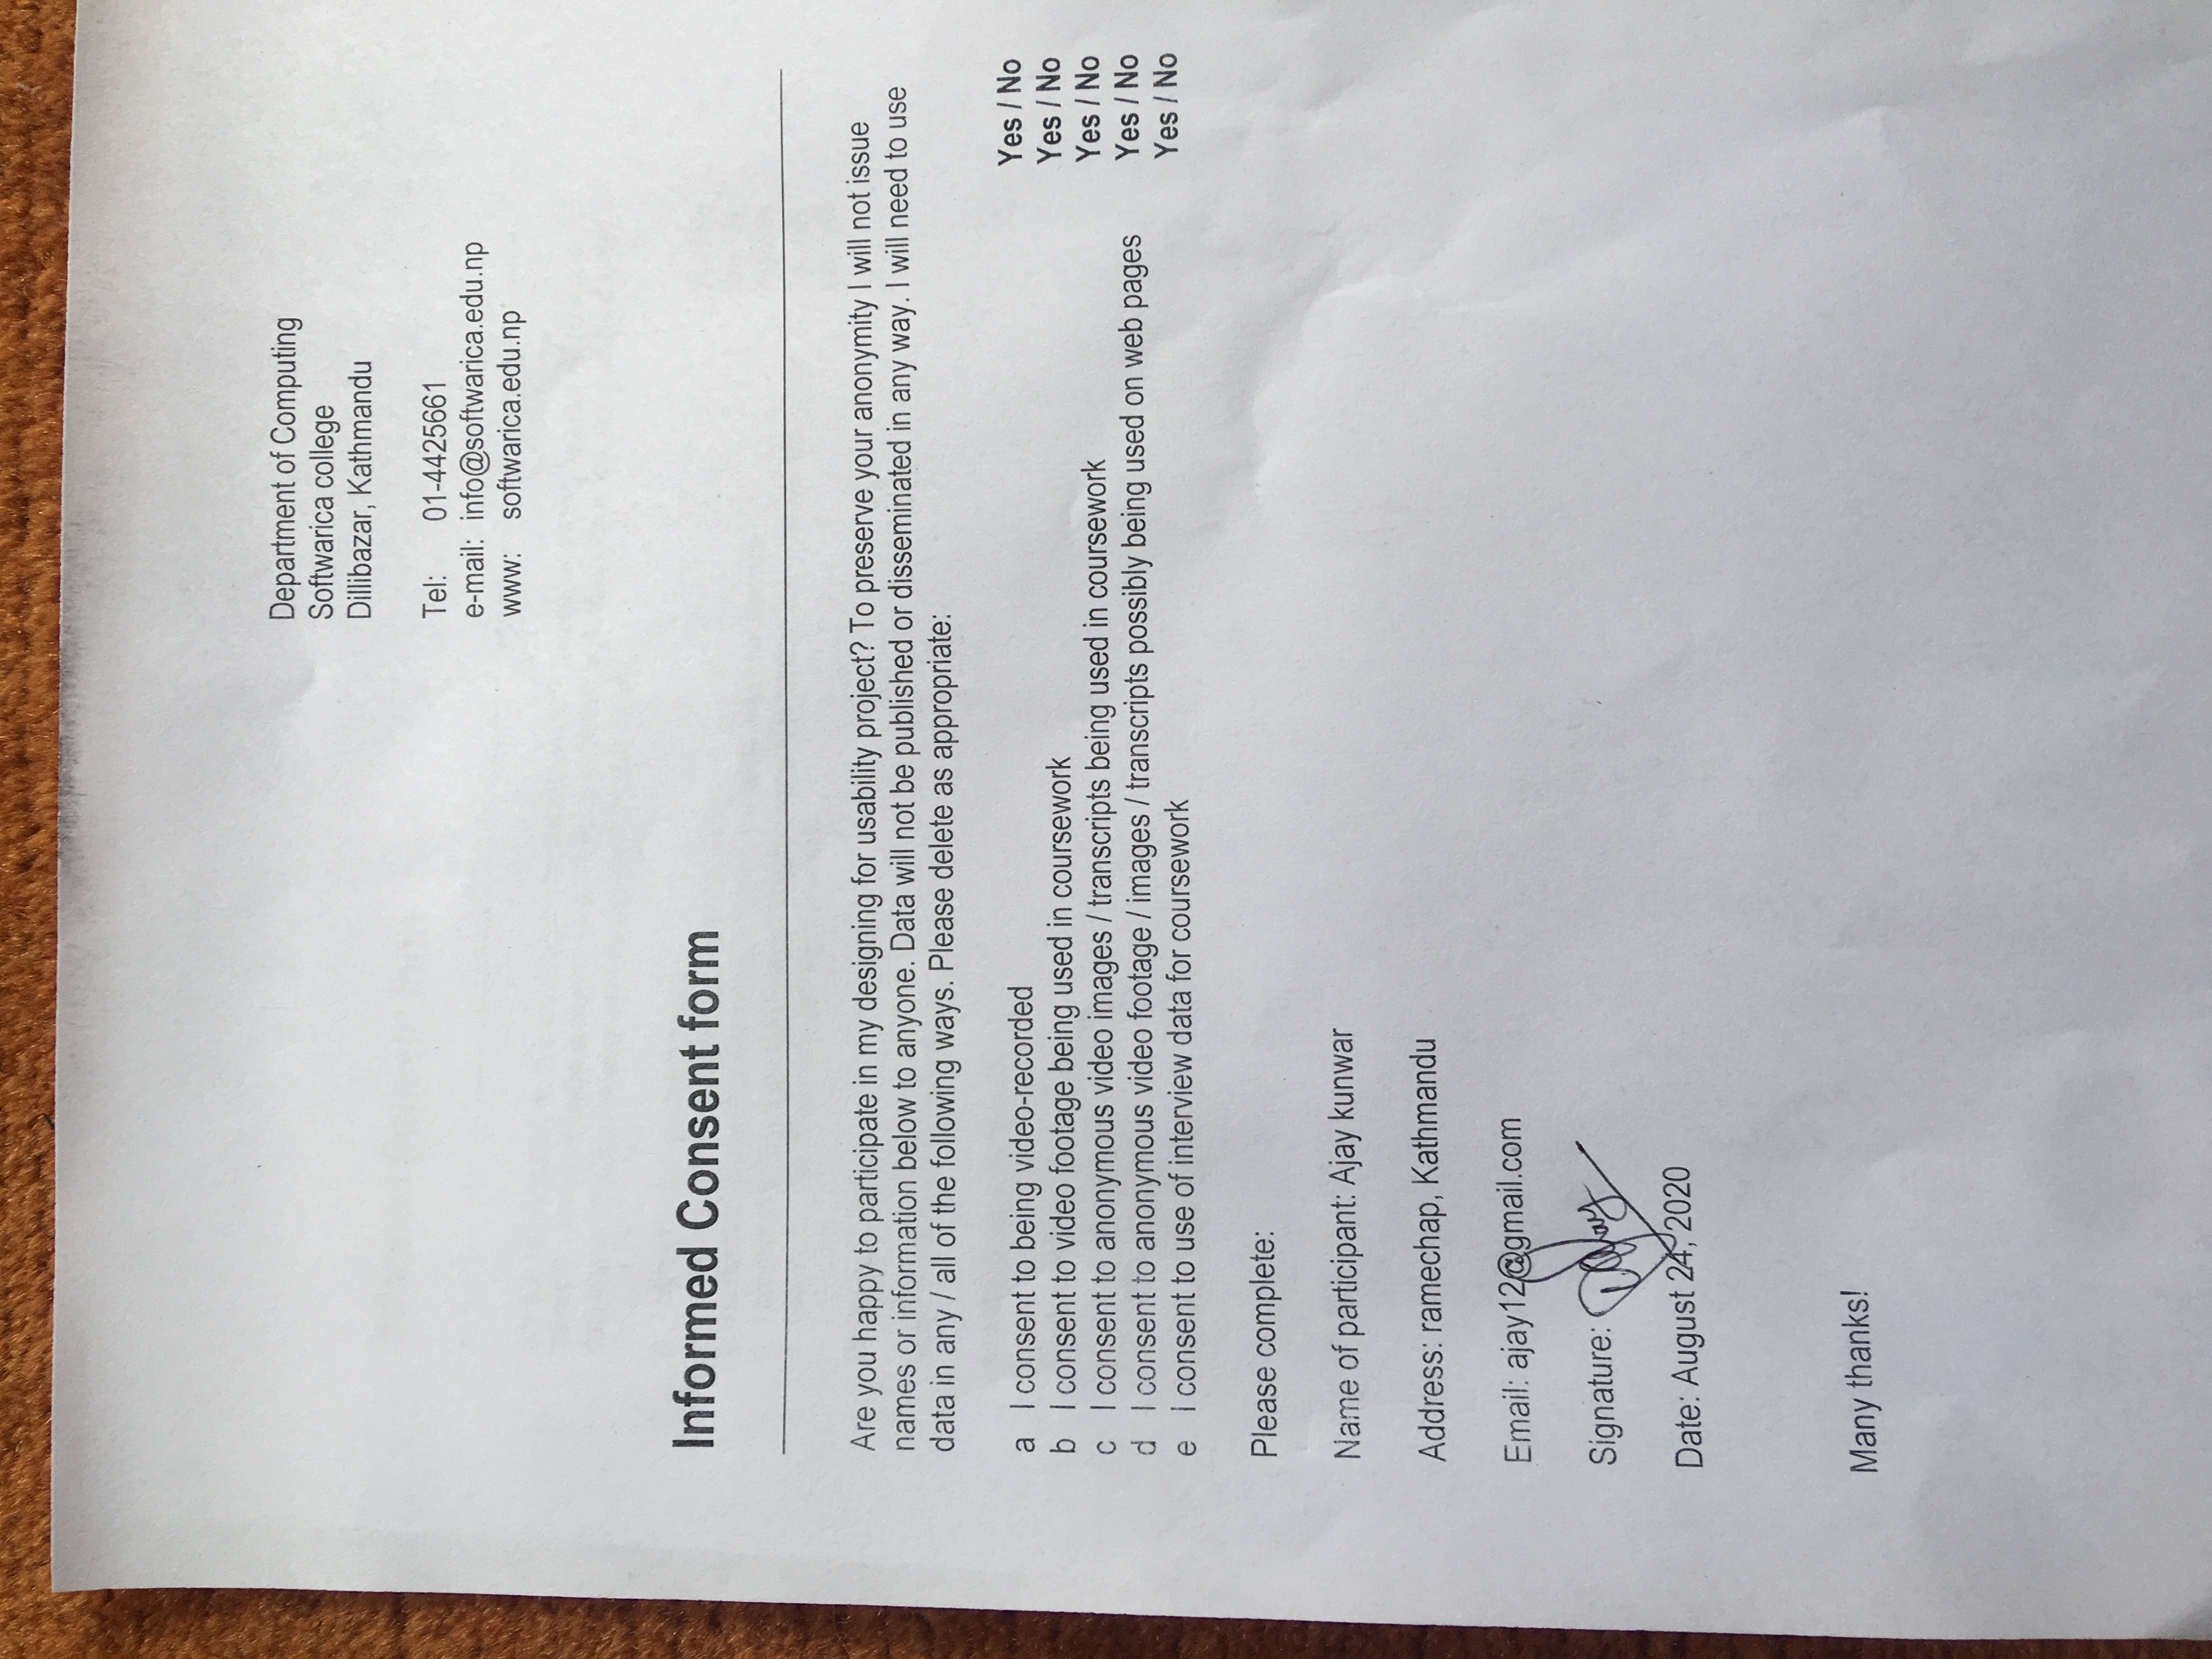 Department of Computing
Softwarica college
Dillibazar, Kathmandu
Tel: 01-4425661
e-mail: info@softwarica.edu.np
www: softwarica.edu.np
Informed Consent form
Are you happy to participate in my designing for usability project? To preserve your anonymity I will not issue
names or information below to anyone. Data will not be published or disseminated in any way. I will need to use
data in any / all of the following ways. Please delete as appropriate:
a I consent to being video-recorded Yes / No
b I consent to video footage being used in coursework Yes / No
c I consent to anonymous video images / transcripts being used in coursework Yes / No
d I consent to anonymous video footage / images / transcripts possibly being used on web pages Yes / No
e I consent to use of interview data for coursework Yes / No
Please complete:
Name of participant: Ajay kunwar
Address: ramechap, Kathmandu
Email: ajay12@gmail.com
Signature:
Date: August 24, 2020
Many thanks!